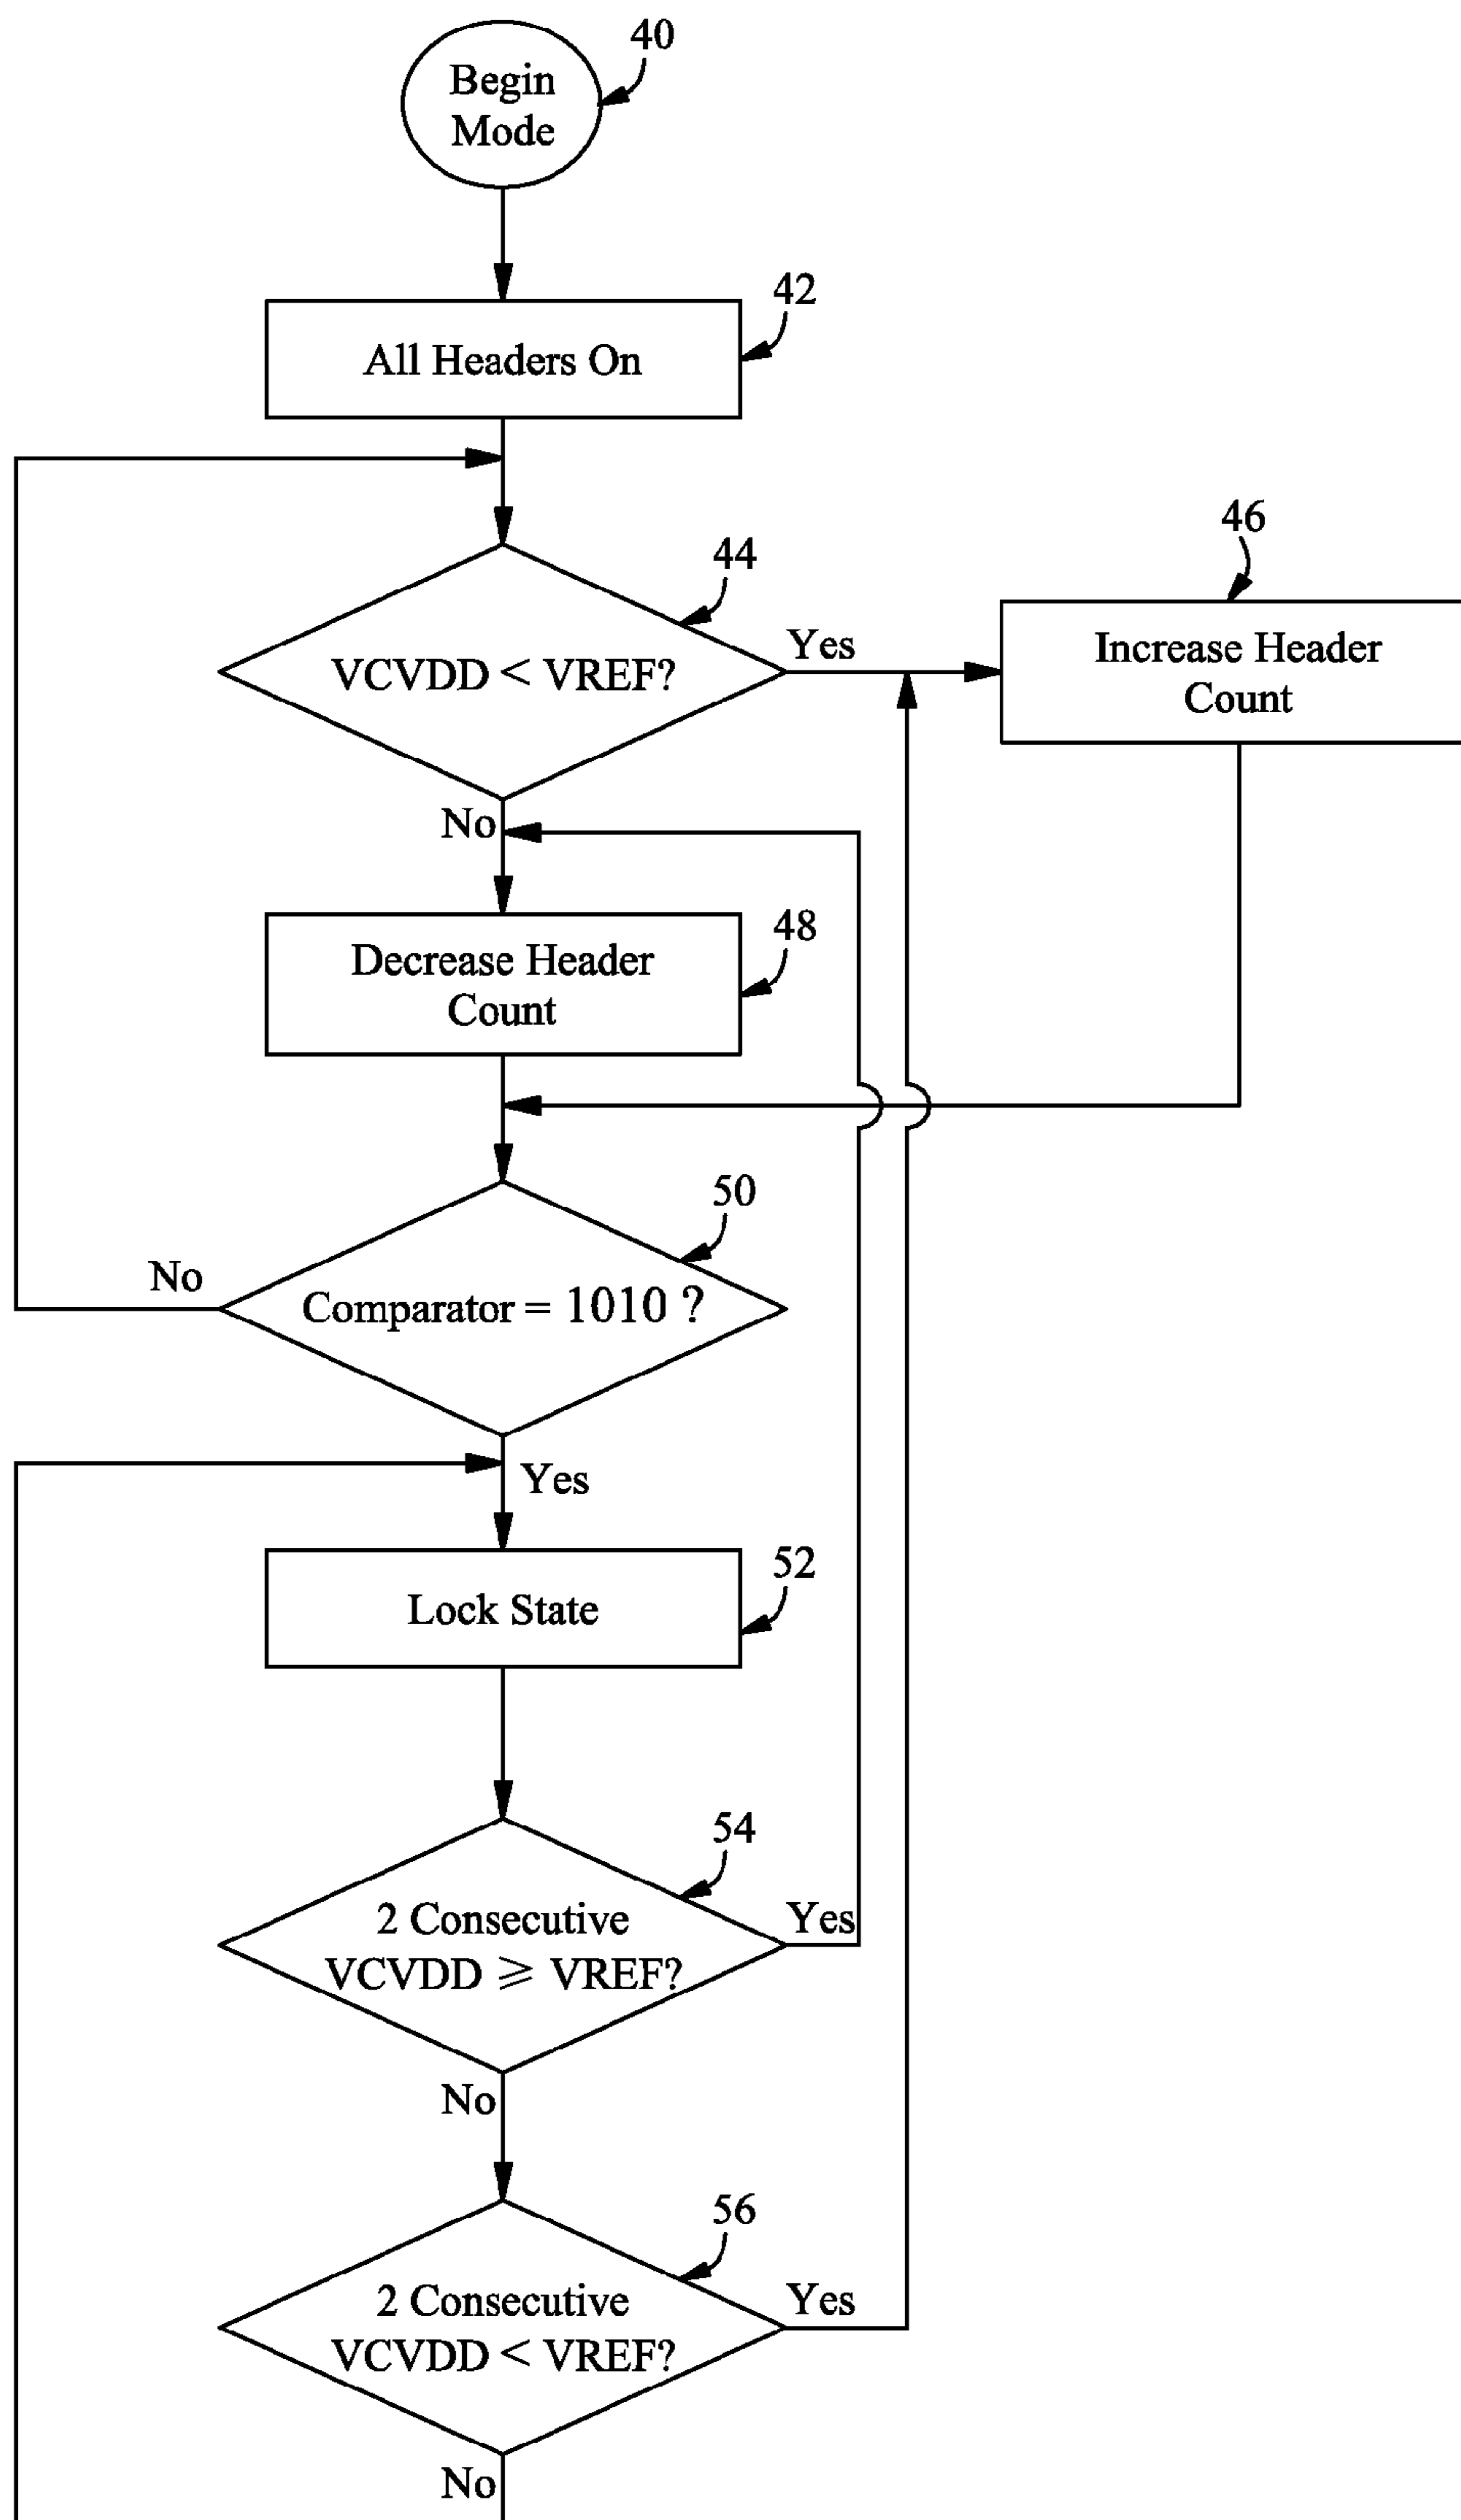 40
Begin
Mode
42
All Headers On
46
44
Yes
Increase Header
Count
VCVDD < VREF?
No
48
Decrease Header
Count
50
No
Comparator = 1010 ?
Yes
52
Lock State
54
2 Consecutive
VCVDD ⩾ VREF?
Yes
No
56
2 Consecutive
VCVDD < VREF?
Yes
No